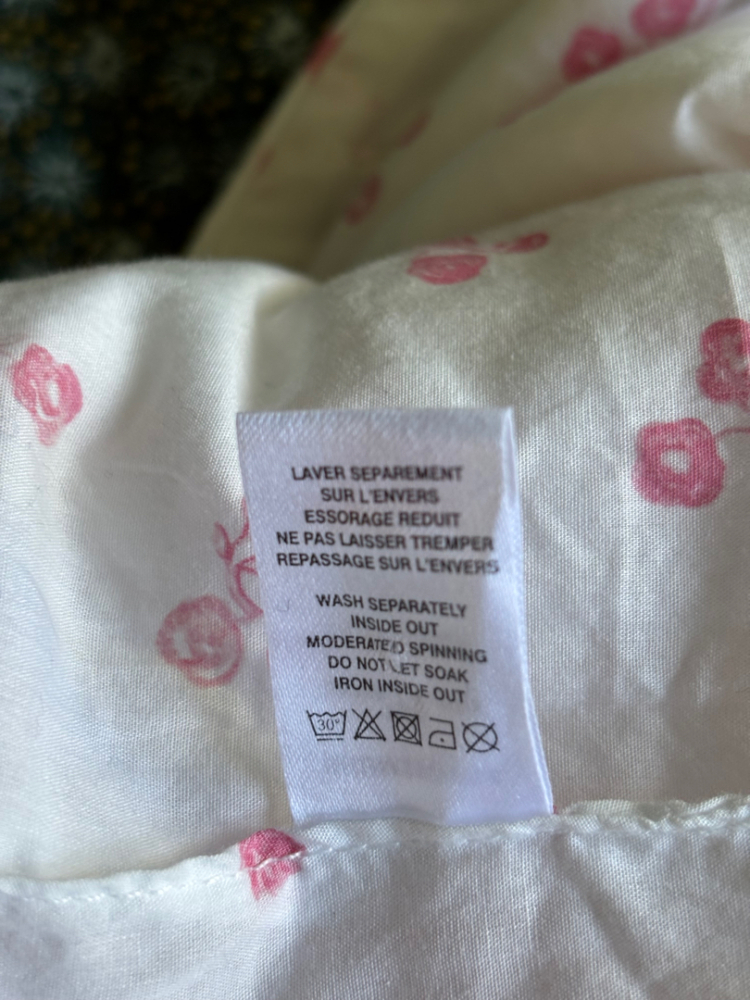 LAVER SEPAREMENT
SUR L'ENVERS
ESSORAGE REDUIT
NE PAS LAISSER TREMPER
REPASSAGE SUR L'ENVERS
WASH SEPARATELY
INSIDE OUT
MODERATED SPINNING
DO NOT LET SOAK
IRON INSIDE OUT
30°